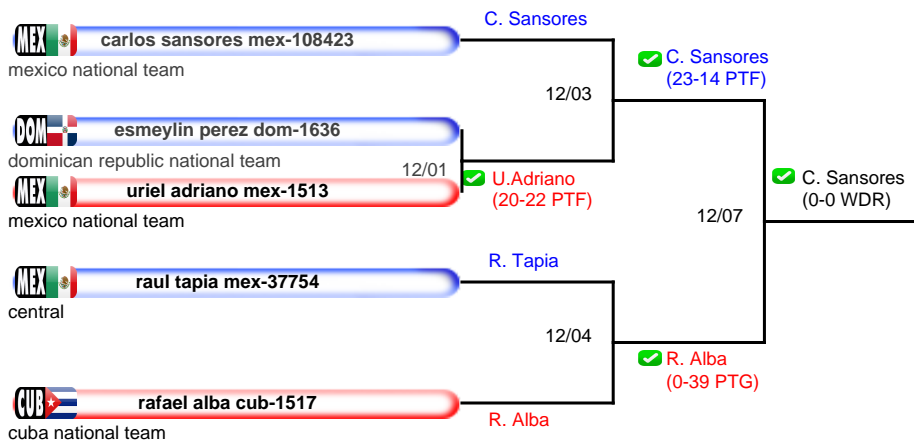 C. Sansores
MEX carlos sansores mex-108423
mexico national team
C. Sansores
(23-14 PTF)
12/03
DOM esmeylin perez dom-1636
dominican republic national team
12/01
U.Adriano
(20-22 PTF)
C. Sansores
(0-0 WDR)
MEX uriel adriano mex-1513
mexico national team
12/07
R. Tapia
MEX raul tapia mex-37754
central
12/04
R. Alba
(0-39 PTG)
CUB rafael alba cub-1517
R. Alba
cuba national team